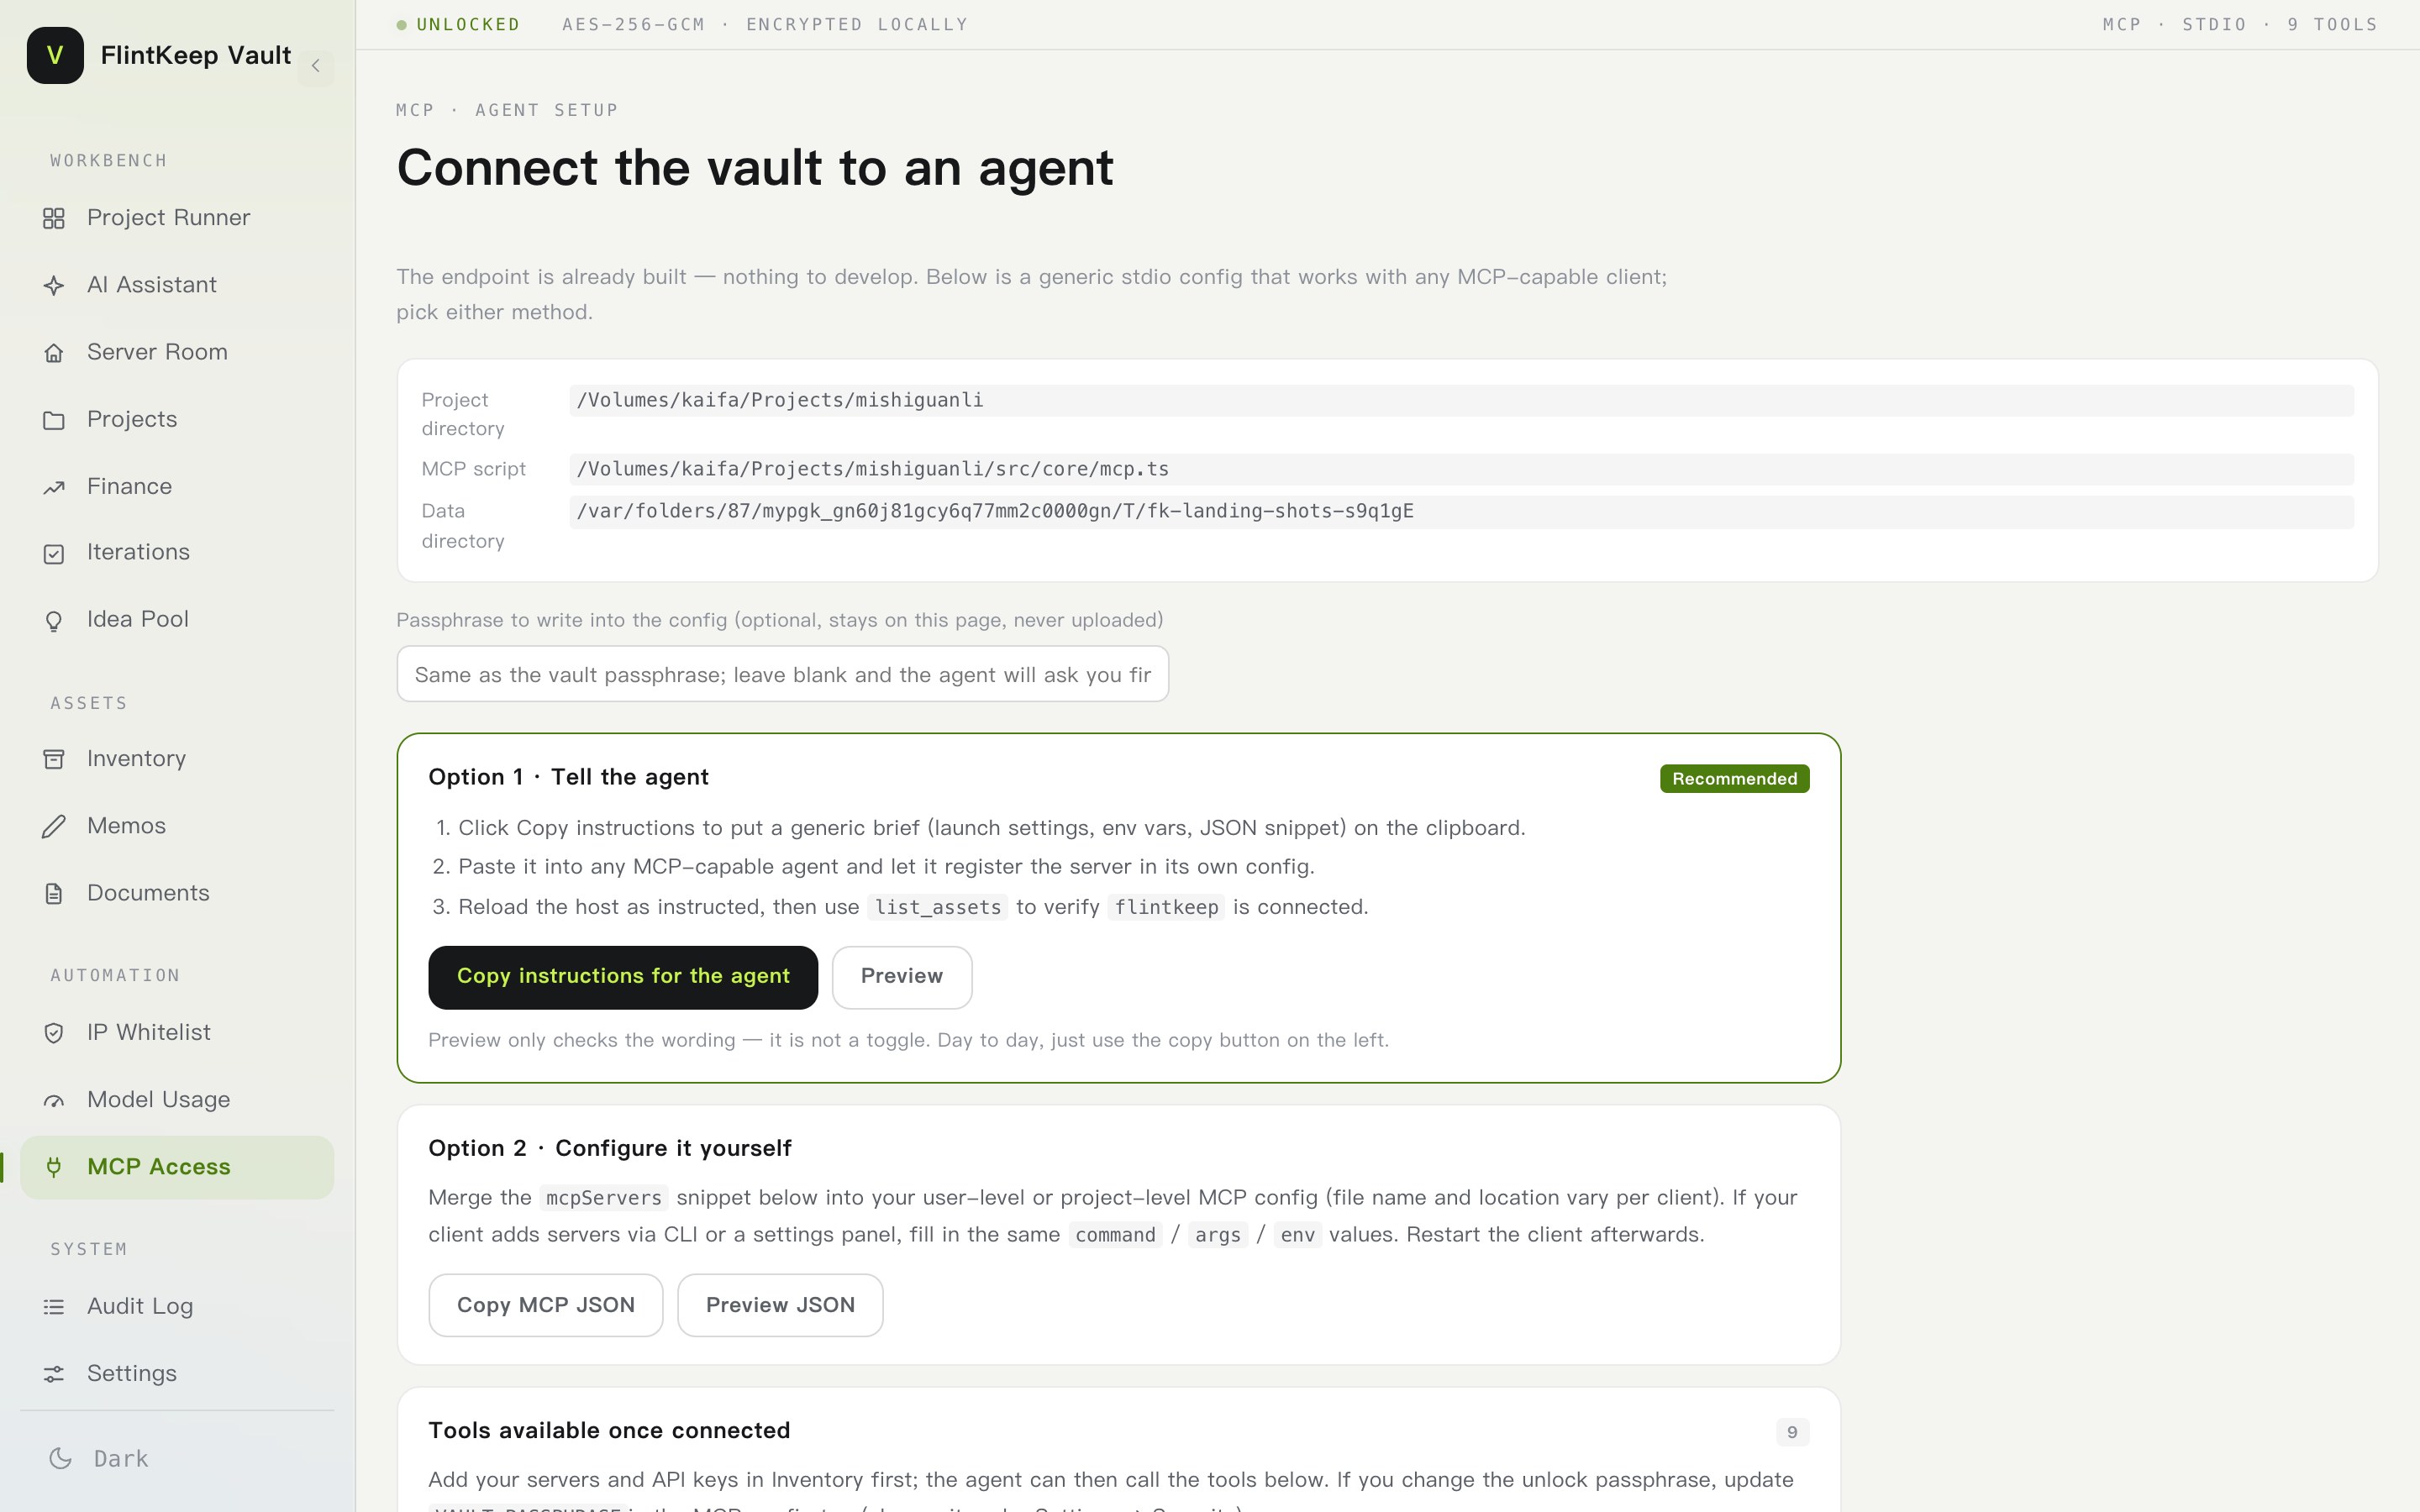 V
FlintKeep Vault
WORKBENCH
Project Runner
AI Assistant
Server Room
Projects
Finance
Iterations
Idea Pool
ASSETS
Inventory
Memos
Documents
AUTOMATION
IP Whitelist
Model Usage
MCP Access
SYSTEM
Audit Log
Settings
Dark
UNLOCKED AES-256-GCM · ENCRYPTED LOCALLY MCP · STDIO · 9 TOOLS
MCP · AGENT SETUP
Connect the vault to an agent
The endpoint is already built — nothing to develop. Below is a generic stdio config that works with any MCP-capable client;
pick either method.
Project directory /Volumes/kaifa/Projects/mishiguanli
MCP script /Volumes/kaifa/Projects/mishiguanli/src/core/mcp.ts
Data directory /var/folders/87/mypgk_gn60j81gcy6q77mm2c0000gn/T/fk-landing-shots-s9q1gE
Passphrase to write into the config (optional, stays on this page, never uploaded)
Same as the vault passphrase; leave blank and the agent will ask you fir
Option 1 · Tell the agent Recommended
1. Click Copy instructions to put a generic brief (launch settings, env vars, JSON snippet) on the clipboard.
2. Paste it into any MCP-capable agent and let it register the server in its own config.
3. Reload the host as instructed, then use list_assets to verify flintkeep is connected.
Copy instructions for the agent Preview
Preview only checks the wording — it is not a toggle. Day to day, just use the copy button on the left.
Option 2 · Configure it yourself
Merge the mcpServers snippet below into your user-level or project-level MCP config (file name and location vary per client). If your
client adds servers via CLI or a settings panel, fill in the same command / args / env values. Restart the client afterwards.
Copy MCP JSON Preview JSON
Tools available once connected 9
Add your servers and API keys in Inventory first; the agent can then call the tools below. If you change the unlock passphrase, update